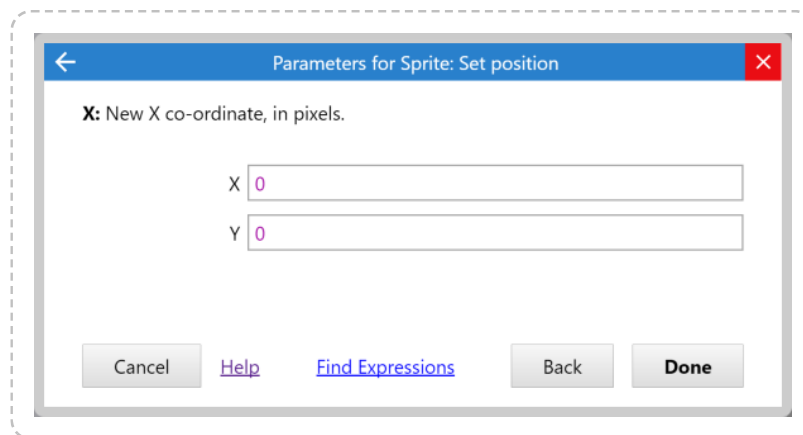 Parameters for Sprite: Set position
X: New X co-ordinate, in pixels.
X 0
Y 0
Cancel Help Find Expressions Back Done